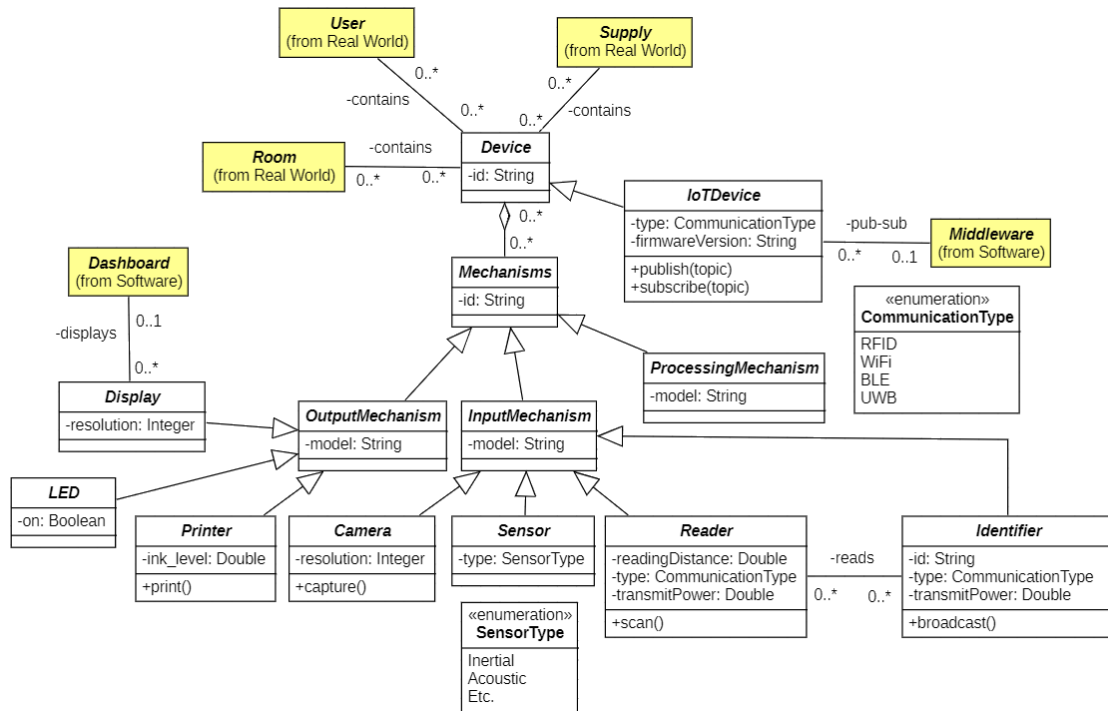 User
(from Real World)
Supply
(from Real World)
0..*
0..*
-contains
0..*
0..*
-contains
Room
(from Real World)
-contains
0..*
0..*
Device
-id: String
0..*
0..*
IoTDevice
-type: CommunicationType
-firmwareVersion: String
+publish(topic)
+subscribe(topic)
-pub-sub
0..*
0..1
Middleware
(from Software)
Dashboard
(from Software)
0..1
-displays
0..*
Mechanisms
-id: String
«enumeration»
CommunicationType
RFID
WiFi
BLE
UWB
ProcessingMechanism
-model: String
Display
-resolution: Integer
OutputMechanism
-model: String
InputMechanism
-model: String
LED
-on: Boolean
Printer
-ink_level: Double
+print()
Camera
-resolution: Integer
+capture()
Sensor
-type: SensorType
Reader
-readingDistance: Double
-type: CommunicationType
-transmitPower: Double
+scan()
-reads
0..*
0..*
Identifier
-id: String
-type: CommunicationType
-transmitPower: Double
+broadcast()
«enumeration»
SensorType
Inertial
Acoustic
Etc.